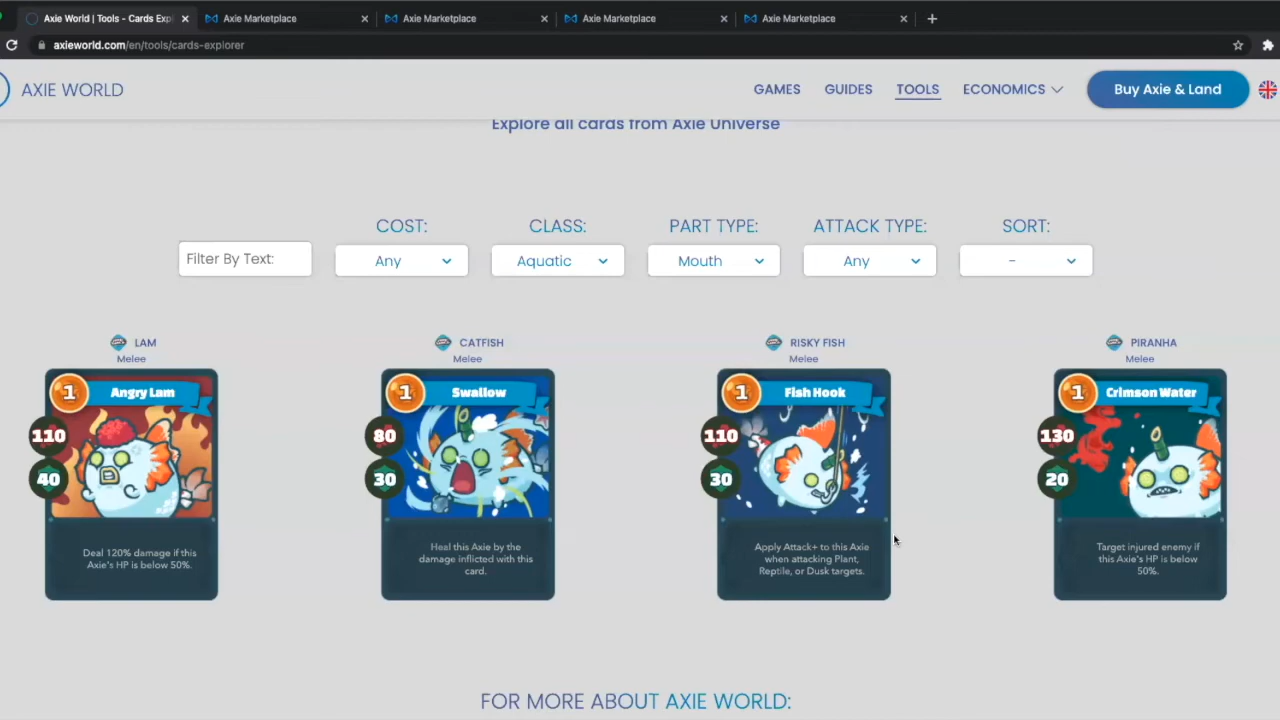 Axie World | Tools - Cards Exp
Axie Marketplace
Axie Marketplace
Axie Marketplace
Axie Marketplace
axieworld.com/en/tools/cards-explorer
AXIE WORLD
GAMES
GUIDES
TOOLS
ECONOMICS
Buy Axie & Land
Explore all cards from Axie Universe
COST:
CLASS:
PART TYPE:
ATTACK TYPE:
SORT:
Filter By Text:
Any
Aquatic
Mouth
Any
-
LAM
Melee
1
Angry Lam
110
40
Deal 120% damage if this
Axie's HP is below 50%.
CATFISH
Melee
1
Swallow
80
30
Heal this Axie by the
damage inflicted with this
card.
RISKY FISH
Melee
1
Fish Hook
110
30
Apply Attack+ to this Axie
when attacking Plant,
Reptile, or Dusk targets.
PIRANHA
Melee
1
Crimson Water
130
20
Target injured enemy if
this Axie's HP is below
50%.
FOR MORE ABOUT AXIE WORLD: